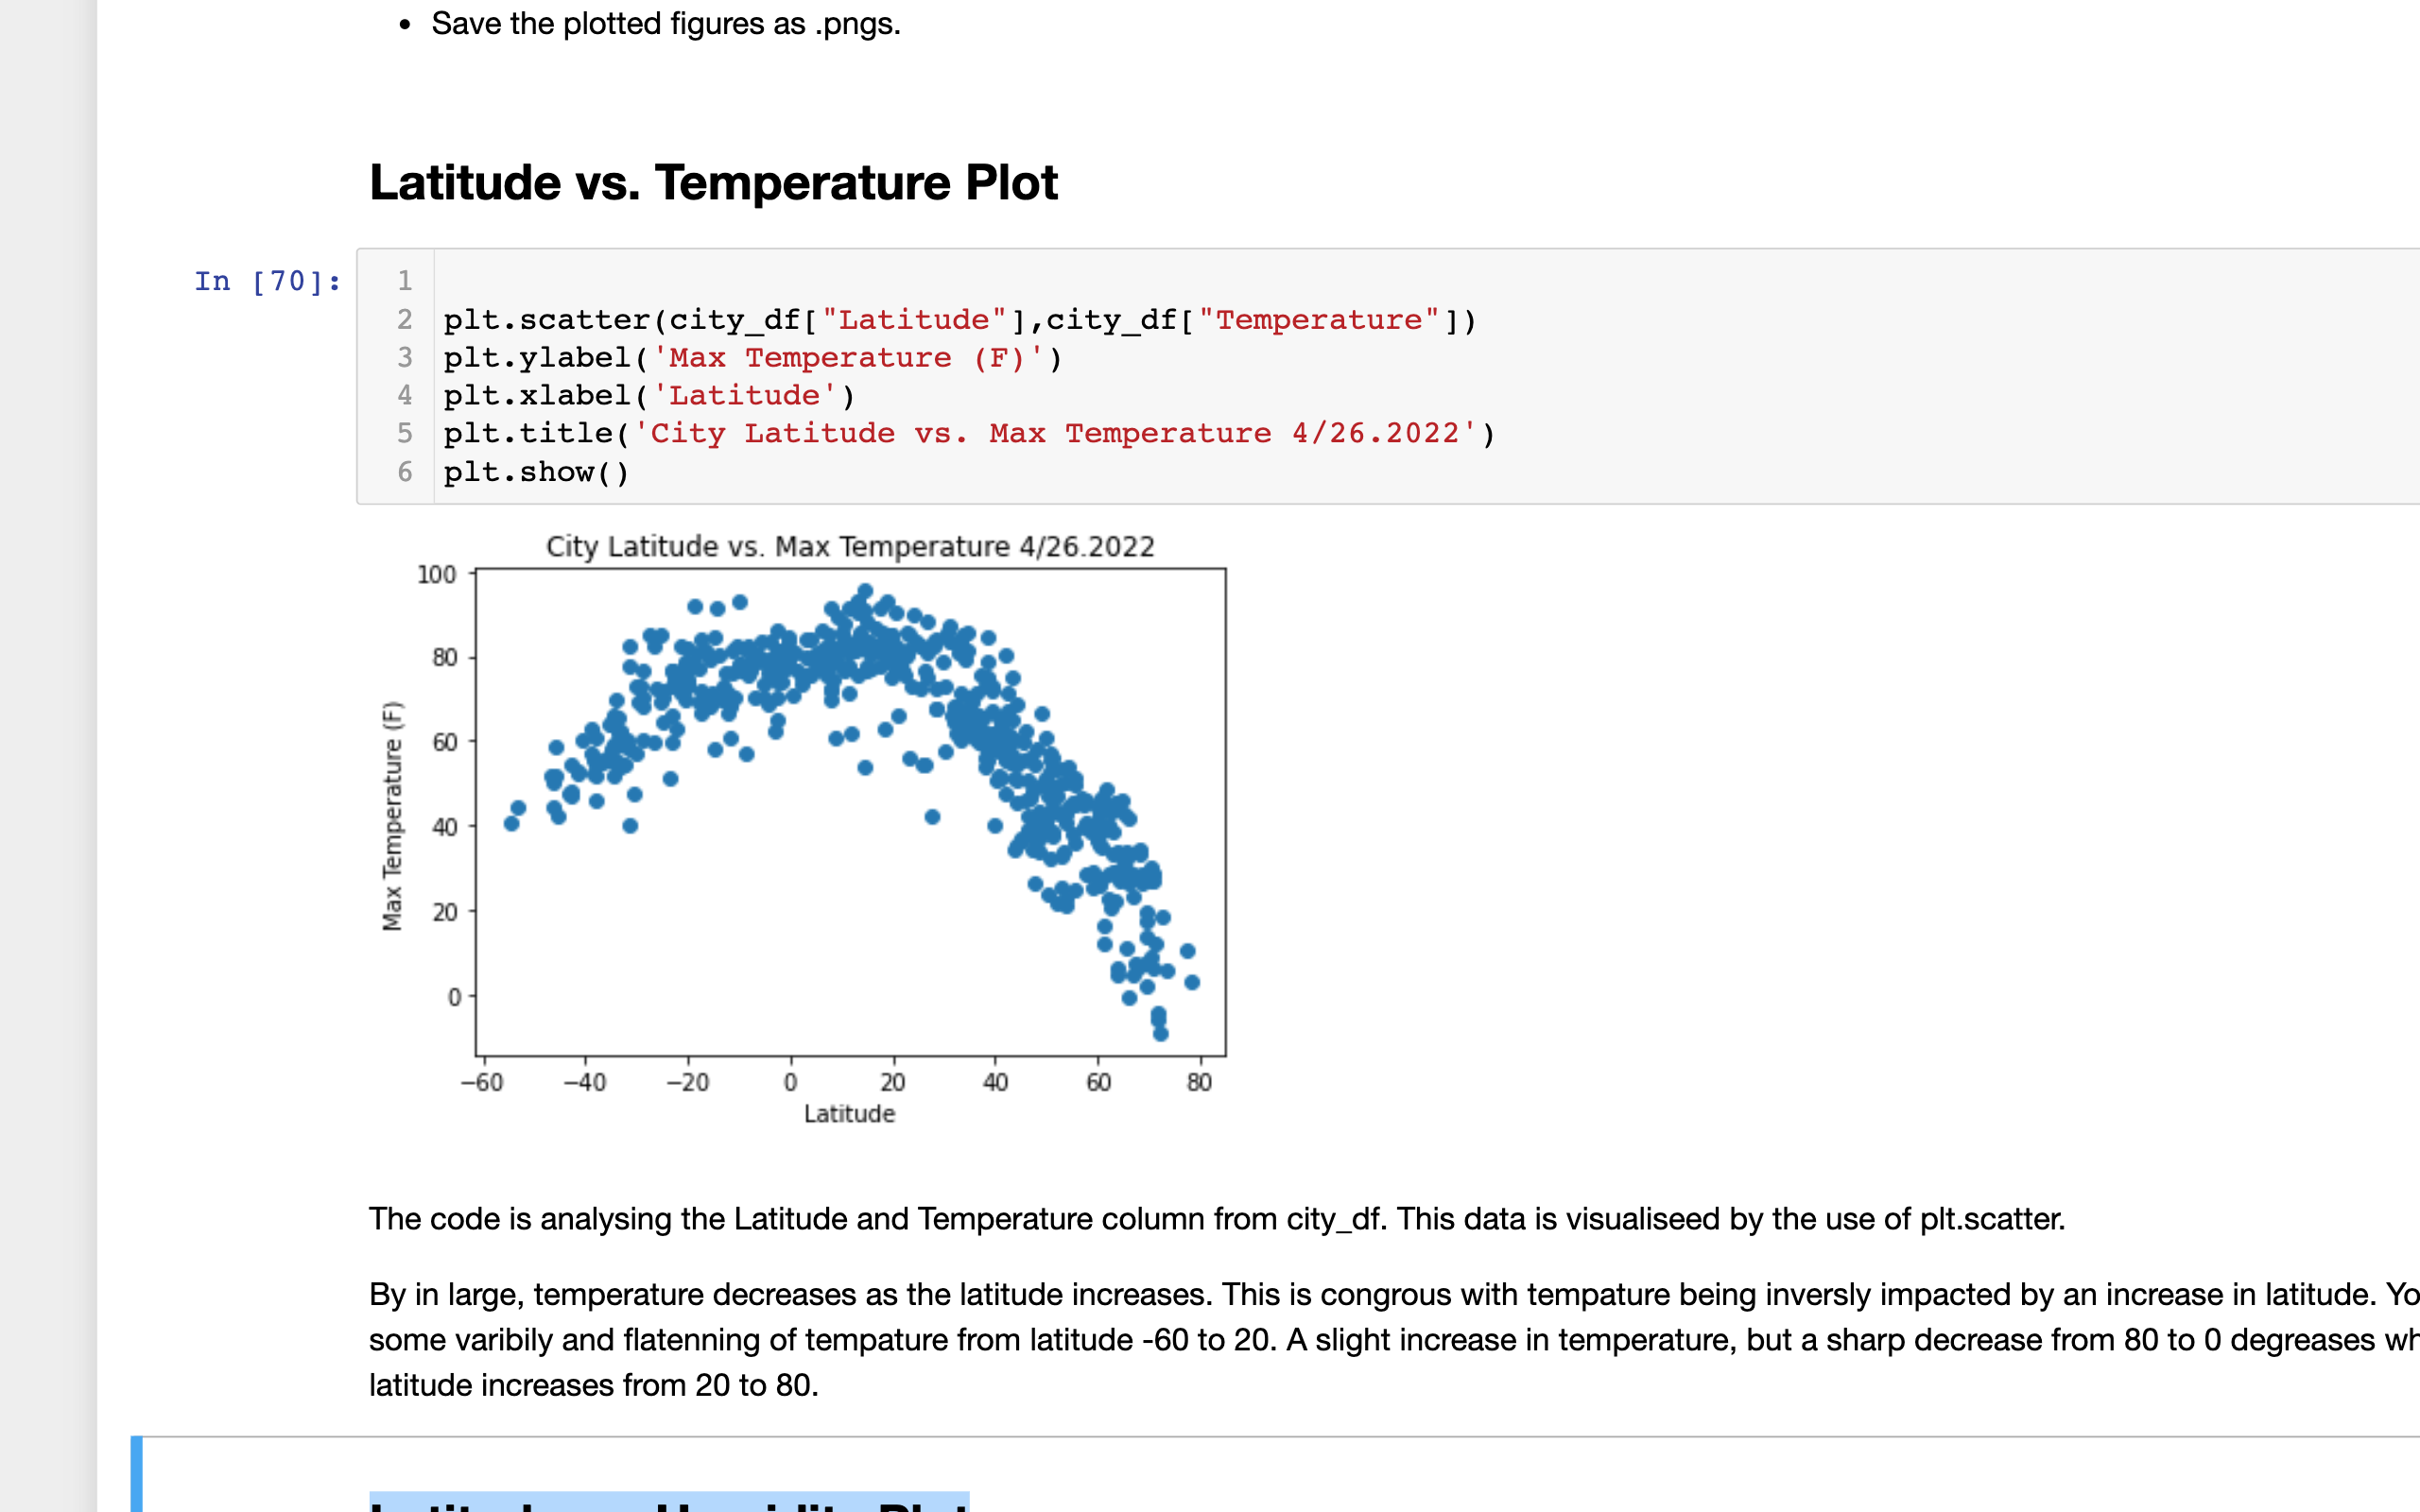 • Save the plotted figures as .pngs.
Latitude vs. Temperature Plot
In [70]:
1
2 plt.scatter(city_df["Latitude"],city_df["Temperature"])
3 plt.ylabel('Max Temperature (F)')
4 plt.xlabel('Latitude')
5 plt.title('City Latitude vs. Max Temperature 4/26.2022')
6 plt.show()
City Latitude vs. Max Temperature 4/26.2022
100
80
60
40
20
0
Max Temperature (F)
−60 −40 −20 0 20 40 60 80
Latitude
The code is analysing the Latitude and Temperature column from city_df. This data is visualiseed by the use of plt.scatter.
By in large, temperature decreases as the latitude increases. This is congrous with tempature being inversly impacted by an increase in latitude.
some varibily and flatenning of tempature from latitude -60 to 20. A slight increase in temperature, but a sharp decrease from 80 to 0 degreases
latitude increases from 20 to 80.
Latitude vs. Humidity Plot